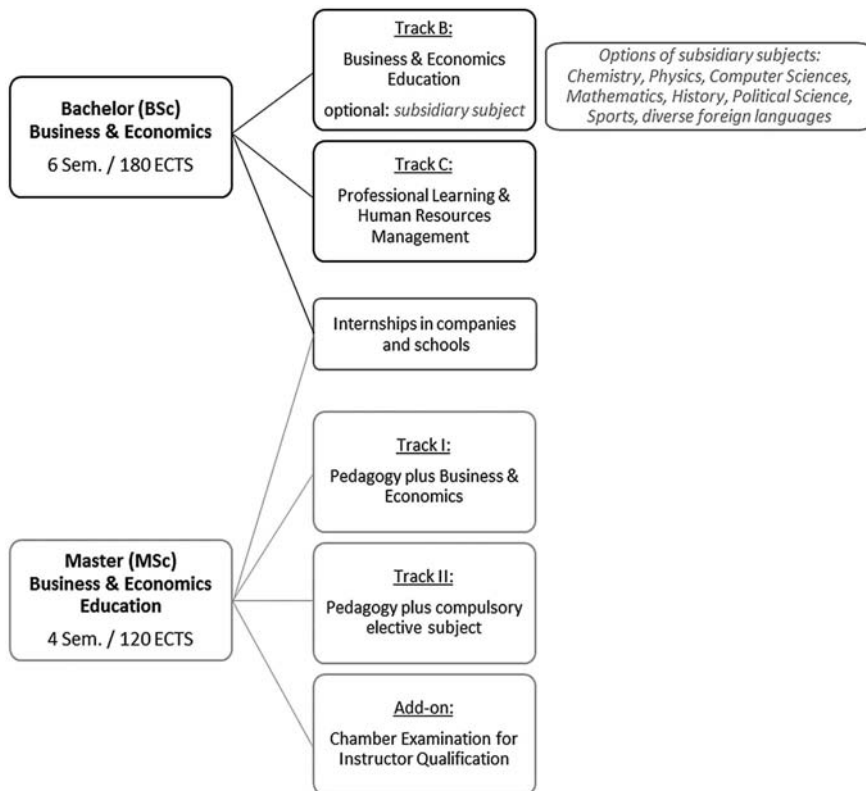 Track B:
Business & Economics
Education
optional: subsidiary subject
Options of subsidiary subjects:
Chemistry, Physics, Computer Sciences,
Mathematics, History, Political Science,
Sports, diverse foreign languages
Bachelor (BSc)
Business & Economics
6 Sem. / 180 ECTS
Track C:
Professional Learning &
Human Resources
Management
Internships in companies
and schools
Track I:
Pedagogy plus Business &
Economics
Master (MSc)
Business & Economics
Education
4 Sem. / 120 ECTS
Track II:
Pedagogy plus compulsory
elective subject
Add-on:
Chamber Examination for
Instructor Qualification